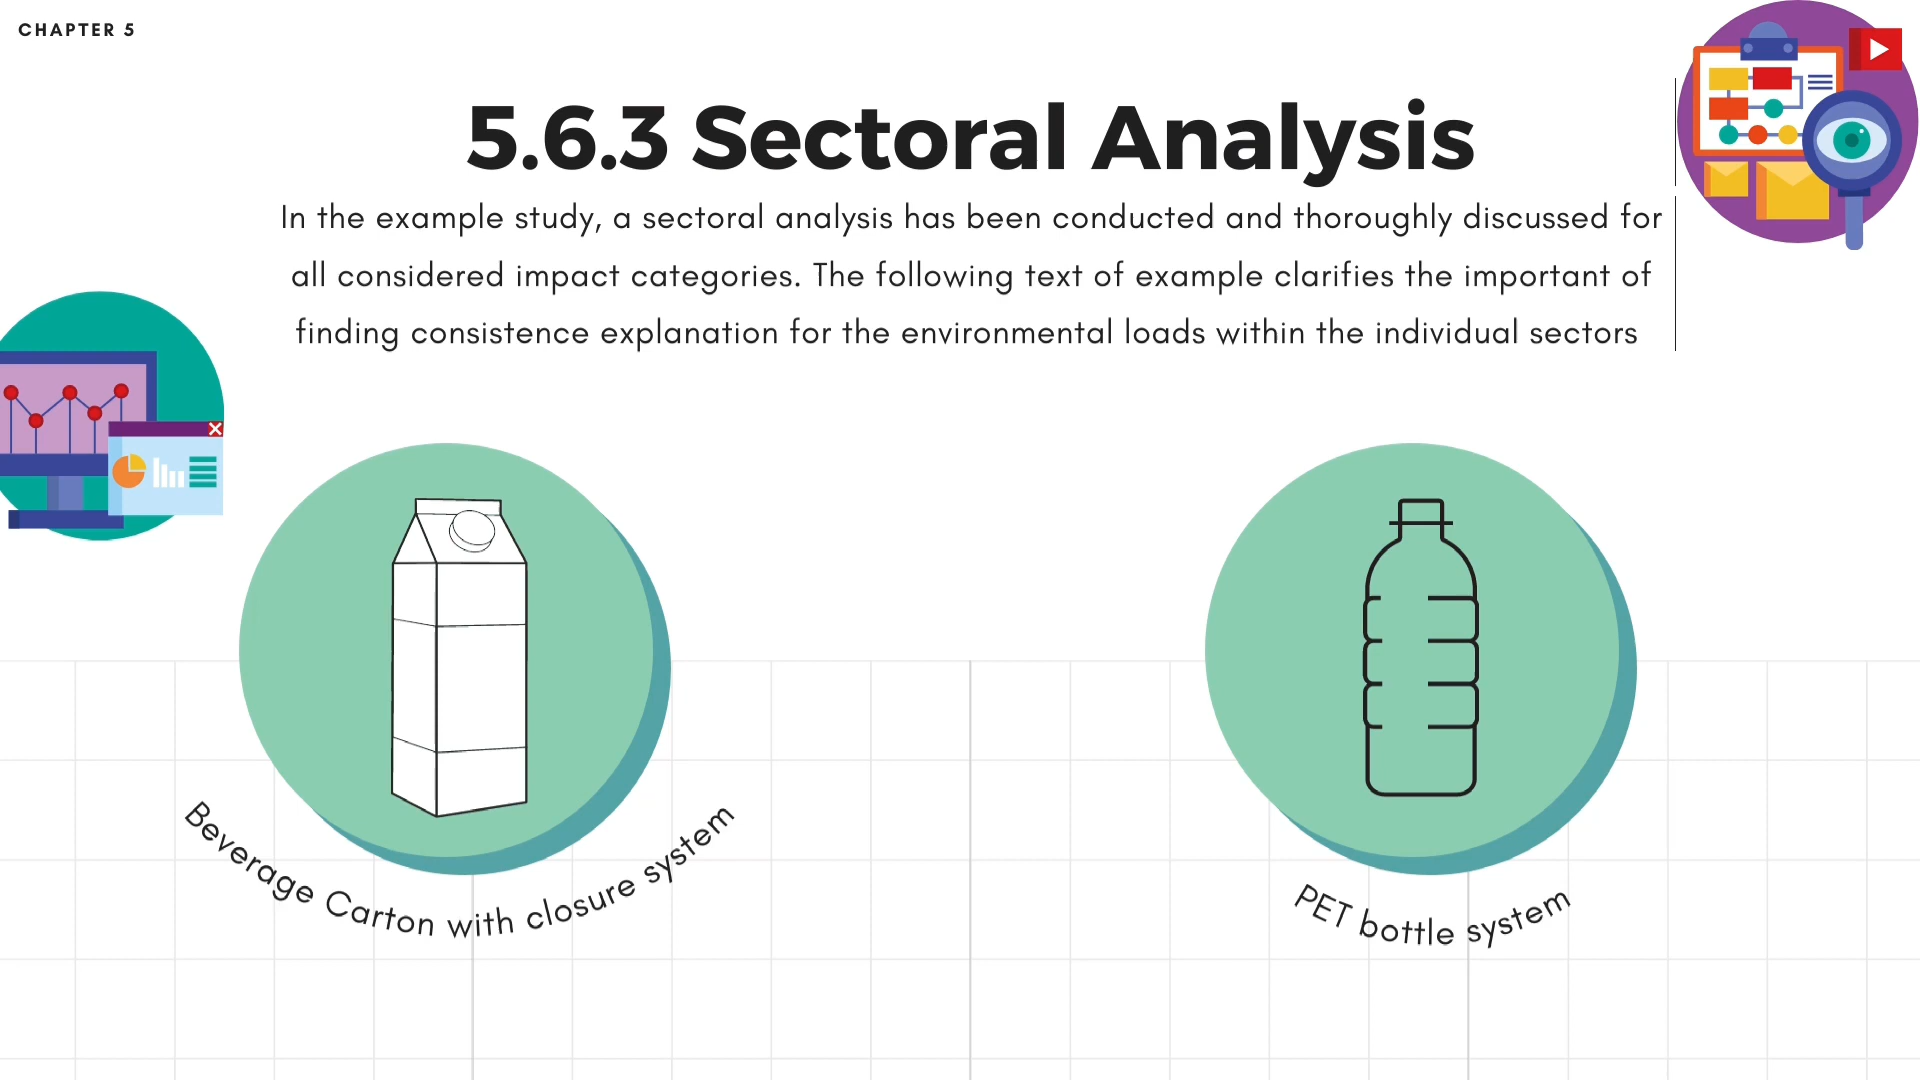 CHAPTER 5
5.6.3 Sectoral Analysis
In the example study, a sectoral analysis has been conducted and thoroughly discussed for
all considered impact categories. The following text of example clarifies the important of
finding consistence explanation for the environmental loads within the individual sectors
Beverage Carton with closure system
PET bottle system